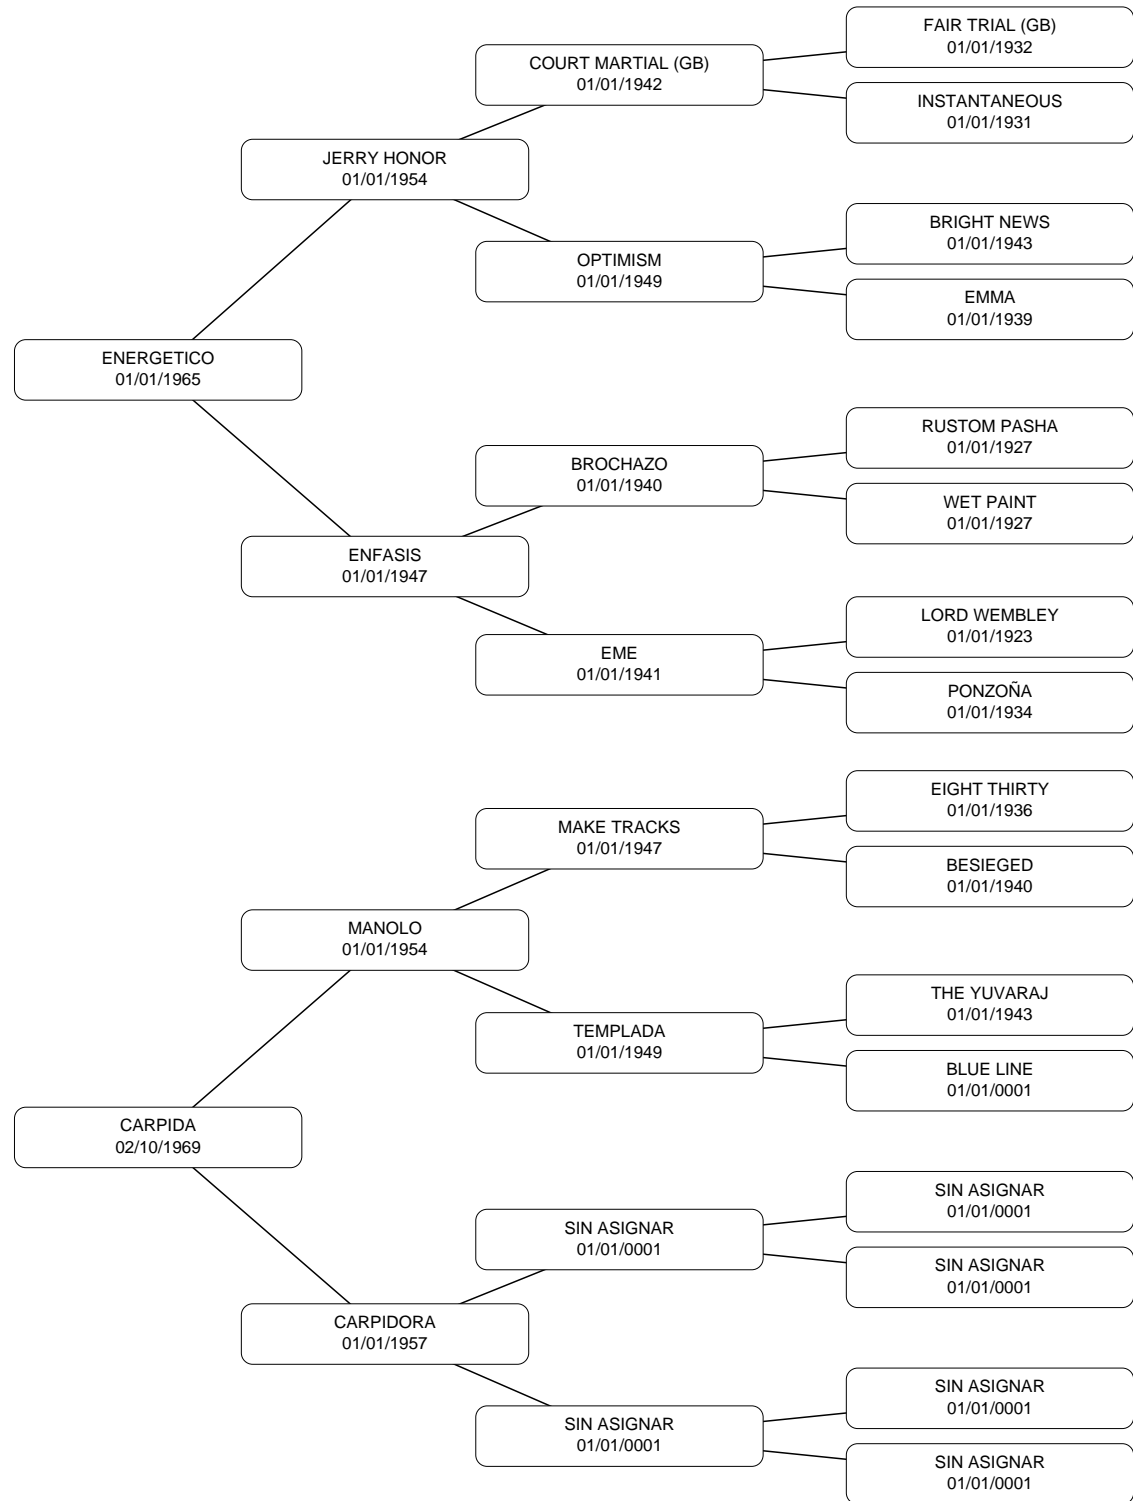 FAIR TRIAL (GB)
01/01/1932
COURT MARTIAL (GB)
01/01/1942
INSTANTANEOUS
01/01/1931
JERRY HONOR
01/01/1954
BRIGHT NEWS
01/01/1943
OPTIMISM
01/01/1949
EMMA
01/01/1939
ENERGETICO
01/01/1965
RUSTOM PASHA
01/01/1927
BROCHAZO
01/01/1940
WET PAINT
01/01/1927
ENFASIS
01/01/1947
LORD WEMBLEY
01/01/1923
EME
01/01/1941
PONZOÑA
01/01/1934
EIGHT THIRTY
01/01/1936
MAKE TRACKS
01/01/1947
BESIEGED
01/01/1940
MANOLO
01/01/1954
THE YUVARAJ
01/01/1943
TEMPLADA
01/01/1949
BLUE LINE
01/01/0001
CARPIDA
02/10/1969
SIN ASIGNAR
01/01/0001
SIN ASIGNAR
01/01/0001
SIN ASIGNAR
01/01/0001
CARPIDORA
01/01/1957
SIN ASIGNAR
01/01/0001
SIN ASIGNAR
01/01/0001
SIN ASIGNAR
01/01/0001